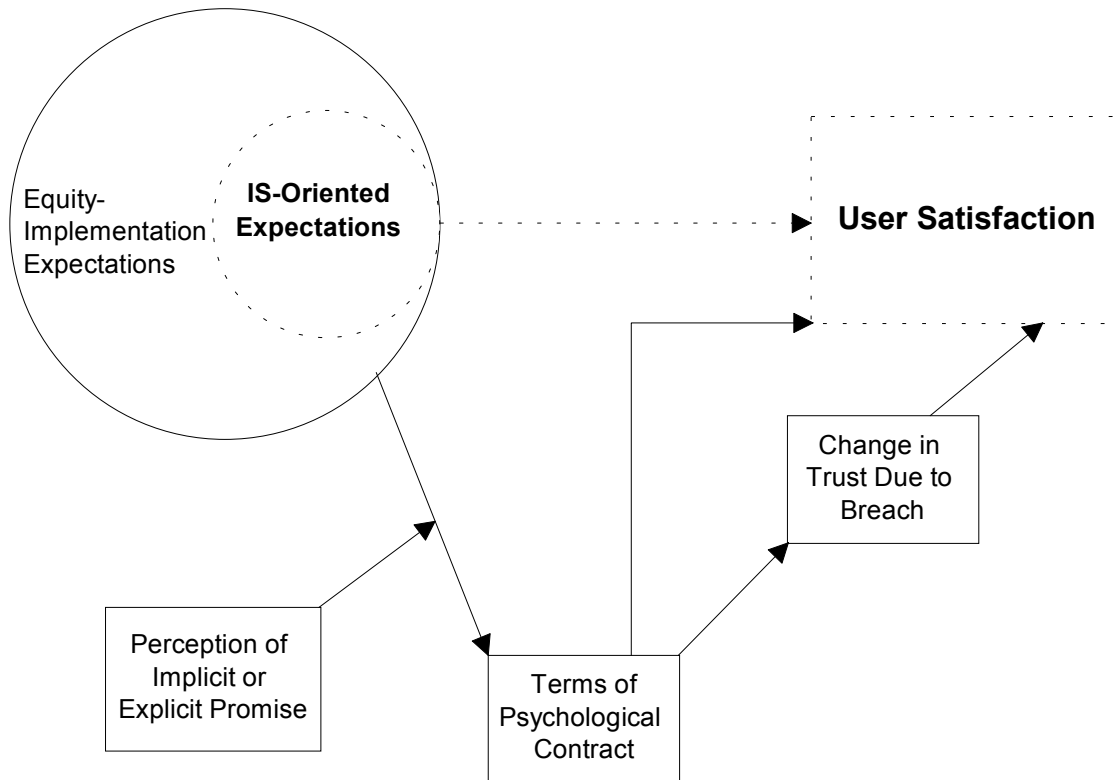 Equity-
Implementation
Expectations
IS-Oriented
Expectations
User Satisfaction
Change in
Trust Due to
Breach
Perception of
Implicit or
Explicit Promise
Terms of
Psychological
Contract